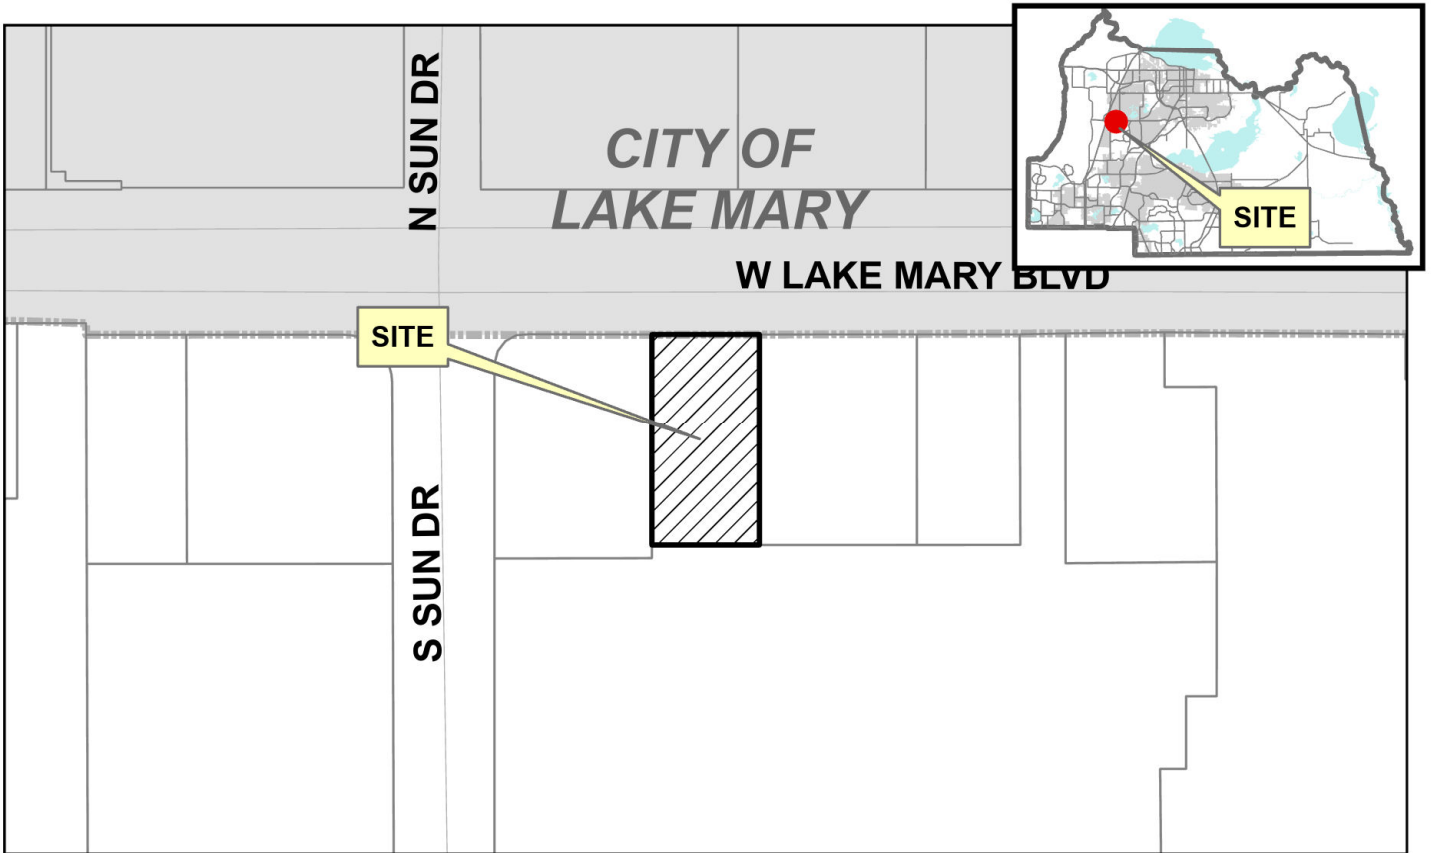 N SUN DR
CITY OF
LAKE MARY
SITE
W LAKE MARY BLVD
SITE
S SUN DR